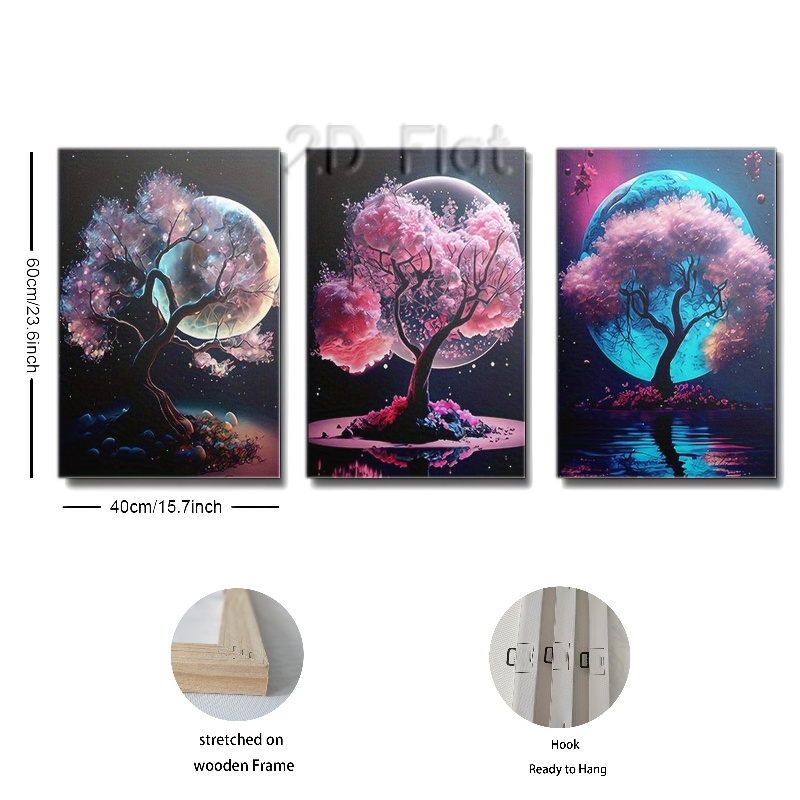 2D Flat
60cm/23.6inch
40cm/15.7inch
stretched on
wooden Frame
Hook
Ready to Hang